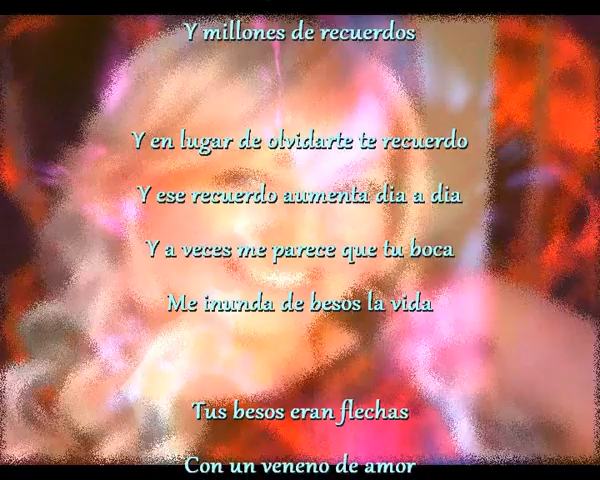 Y millones de recuerdos
Y en lugar de olvidarte te recuerdo
Y ese recuerdo aumenta dia a dia
Y a veces me parece que tu boca
Me inunda de besos la vida
Tus besos eran flechas
Con un veneno de amor